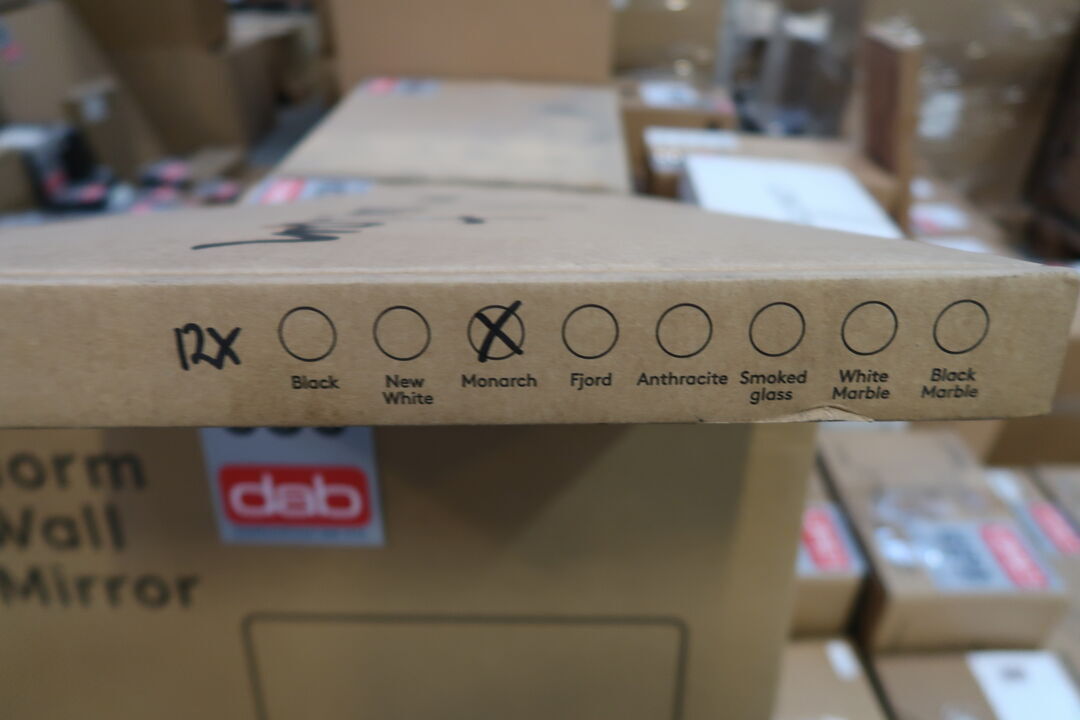 12X
Black
New
White
Monarch
Fjord
Anthracite
Smoked
glass
White
Marble
Black
Marble
dab
orm
Wall
Mirror